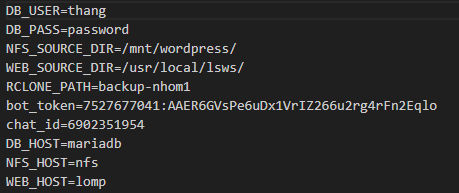 DB_USER=thang
DB_PASS=password
NFS_SOURCE_DIR=/mnt/wordpress/
WEB_SOURCE_DIR=/usr/local/lsws/
RCLONE_PATH=backup-nhom1
bot_token=7527677041:AAER6GVsPe6uDx1VrIZ266u2rg4rFn2Eqlo
chat_id=6902351954
DB_HOST=mariadb
NFS_HOST=nfs
WEB_HOST=lomp